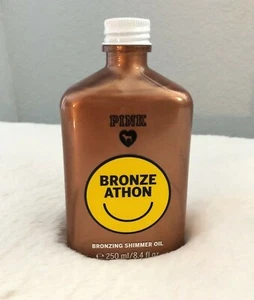 PINK
BRONZE
ATHON
BRONZING SHIMMER OIL
℮ 250 ml/8.4 fl oz